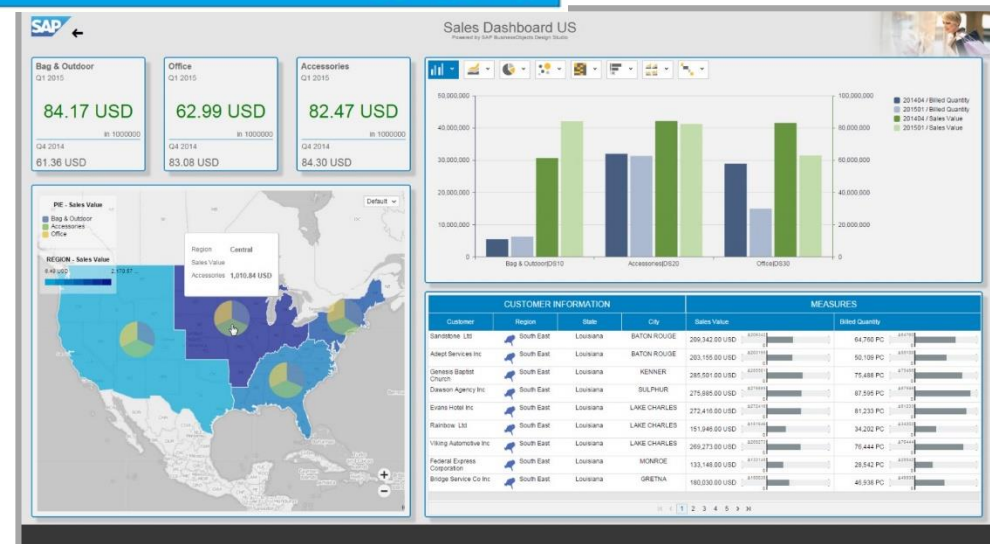 SAP
Sales Dashboard US
Powered by SAP BusinessObjects Design Studio
Bag & Outdoor
Q1 2015
84.17 USD
in 1000000
Q4 2014
61.36 USD
Office
Q1 2015
62.99 USD
in 1000000
Q4 2014
83.08 USD
Accessories
Q1 2015
82.47 USD
in 1000000
Q4 2014
84.30 USD
PIE - Sales Value
Bag & Outdoor
Accessories
Office
REGION - Sales Value
Default
Region Central
Sales Value
Accessories 1,010.84 USD
50,000,000
40,000,000
30,000,000
20,000,000
10,000,000
0
100,000,000
80,000,000
60,000,000
40,000,000
20,000,000
0
Bag & Outdoor|DS10
Accessories|DS20
Office|DS30
201404 / Billed Quantity
201501 / Billed Quantity
201404 / Sales Value
201501 / Sales Value
CUSTOMER INFORMATION MEASURES
Customer Region State City Sales Value Billed Quantity
Sandstone Ltd South East Louisiana BATON ROUGE 209,342.00 USD 64,766 PC
Adept Services Inc South East Louisiana BATON ROUGE 203,155.00 USD 50,109 PC
Genesis Baptist Church South East Louisiana KENNER 285,501.00 USD 75,488 PC
Dawson Agency Inc South East Louisiana SULPHUR 275,885.00 USD 87,595 PC
Evans Hotel Inc South East Louisiana LAKE CHARLES 272,416.00 USD 81,233 PC
Rainbow Ltd South East Louisiana LAKE CHARLES 151,946.00 USD 34,202 PC
Viking Automotive Inc South East Louisiana LAKE CHARLES 269,273.00 USD 76,444 PC
Federal Express Corporation South East Louisiana MONROE 133,148.00 USD 28,542 PC
Bridge Service Co Inc South East Louisiana GRETNA 180,030.00 USD 46,938 PC
1 2 3 4 5